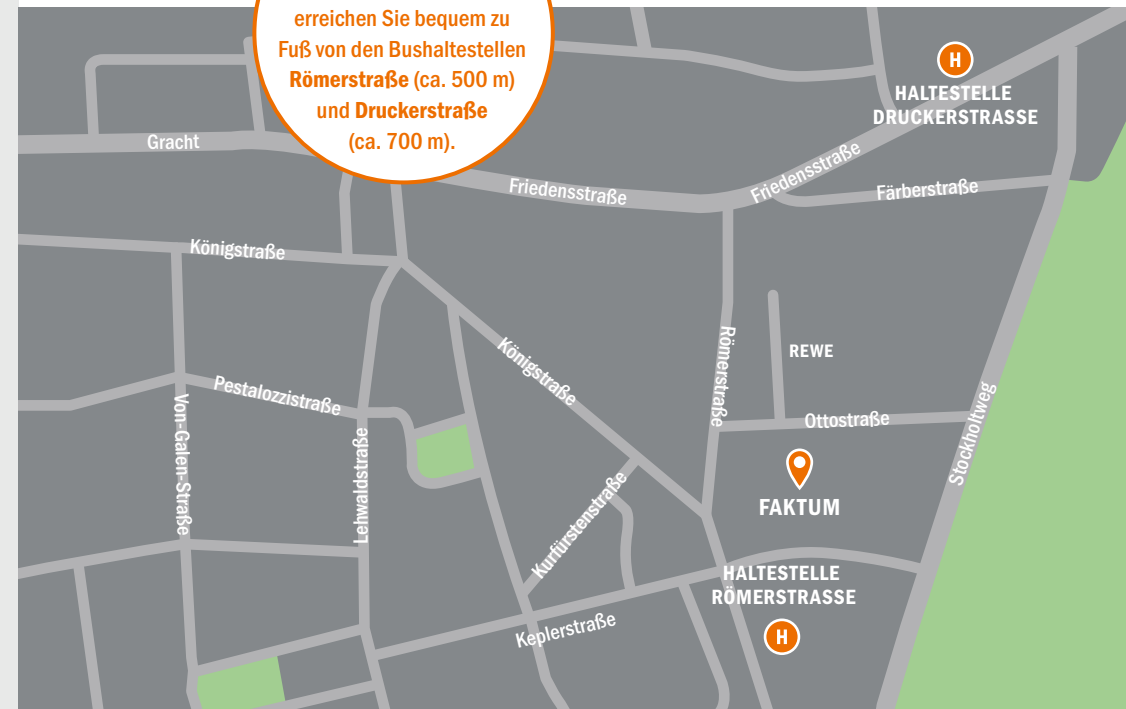 erreichen Sie bequem zu
Fuß von den Bushaltestellen
Römerstraße (ca. 500 m)
und Druckerstraße
(ca. 700 m).
H
HALTESTELLE
DRUCKERSTRASSE
Gracht
Friedensstraße
Friedensstraße
Färberstraße
Königstraße
Königstraße
Römerstraße
REWE
Pestalozzistraße
Von-Galen-Straße
Lehwaldstraße
Ottostraße
Stockholtweg
FAKTUM
Kurfürstenstraße
HALTESTELLE
RÖMERSTRASSE
H
Keplerstraße